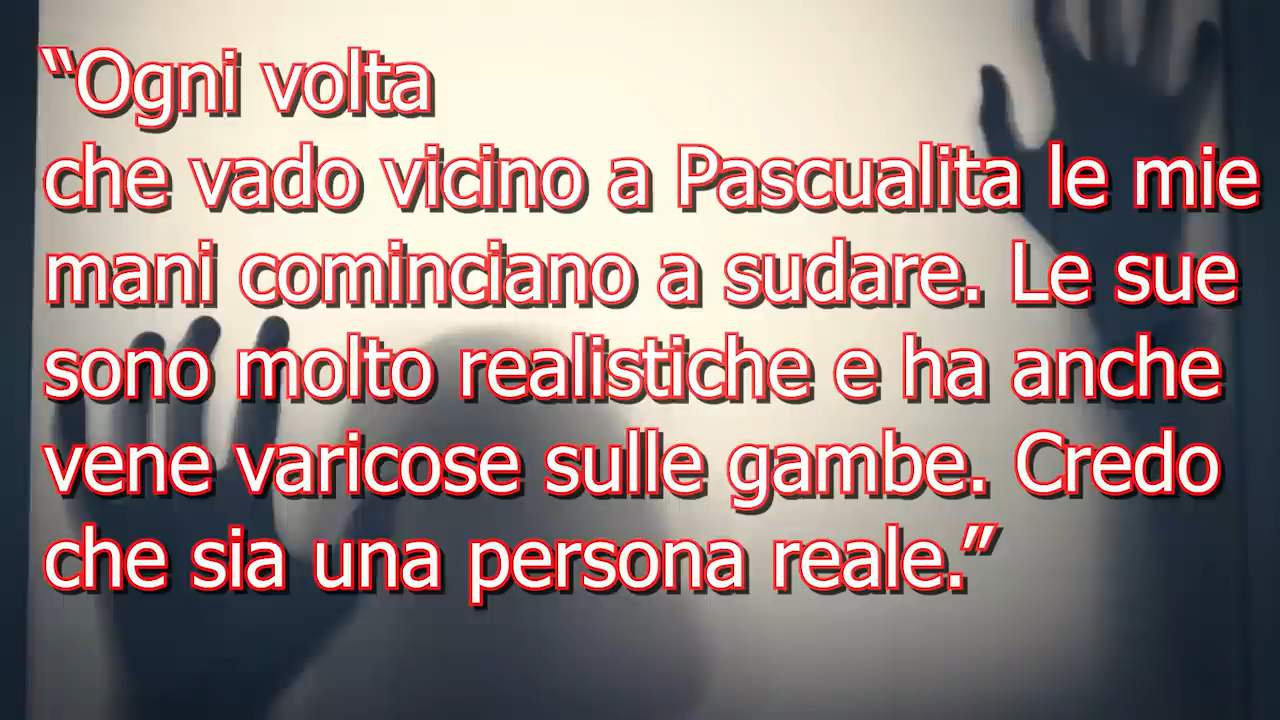 “Ogni volta
che vado vicino a Pascualita le mie
mani cominciano a sudare. Le sue
sono molto realistiche e ha anche
vene varicose sulle gambe. Credo
che sia una persona reale.”